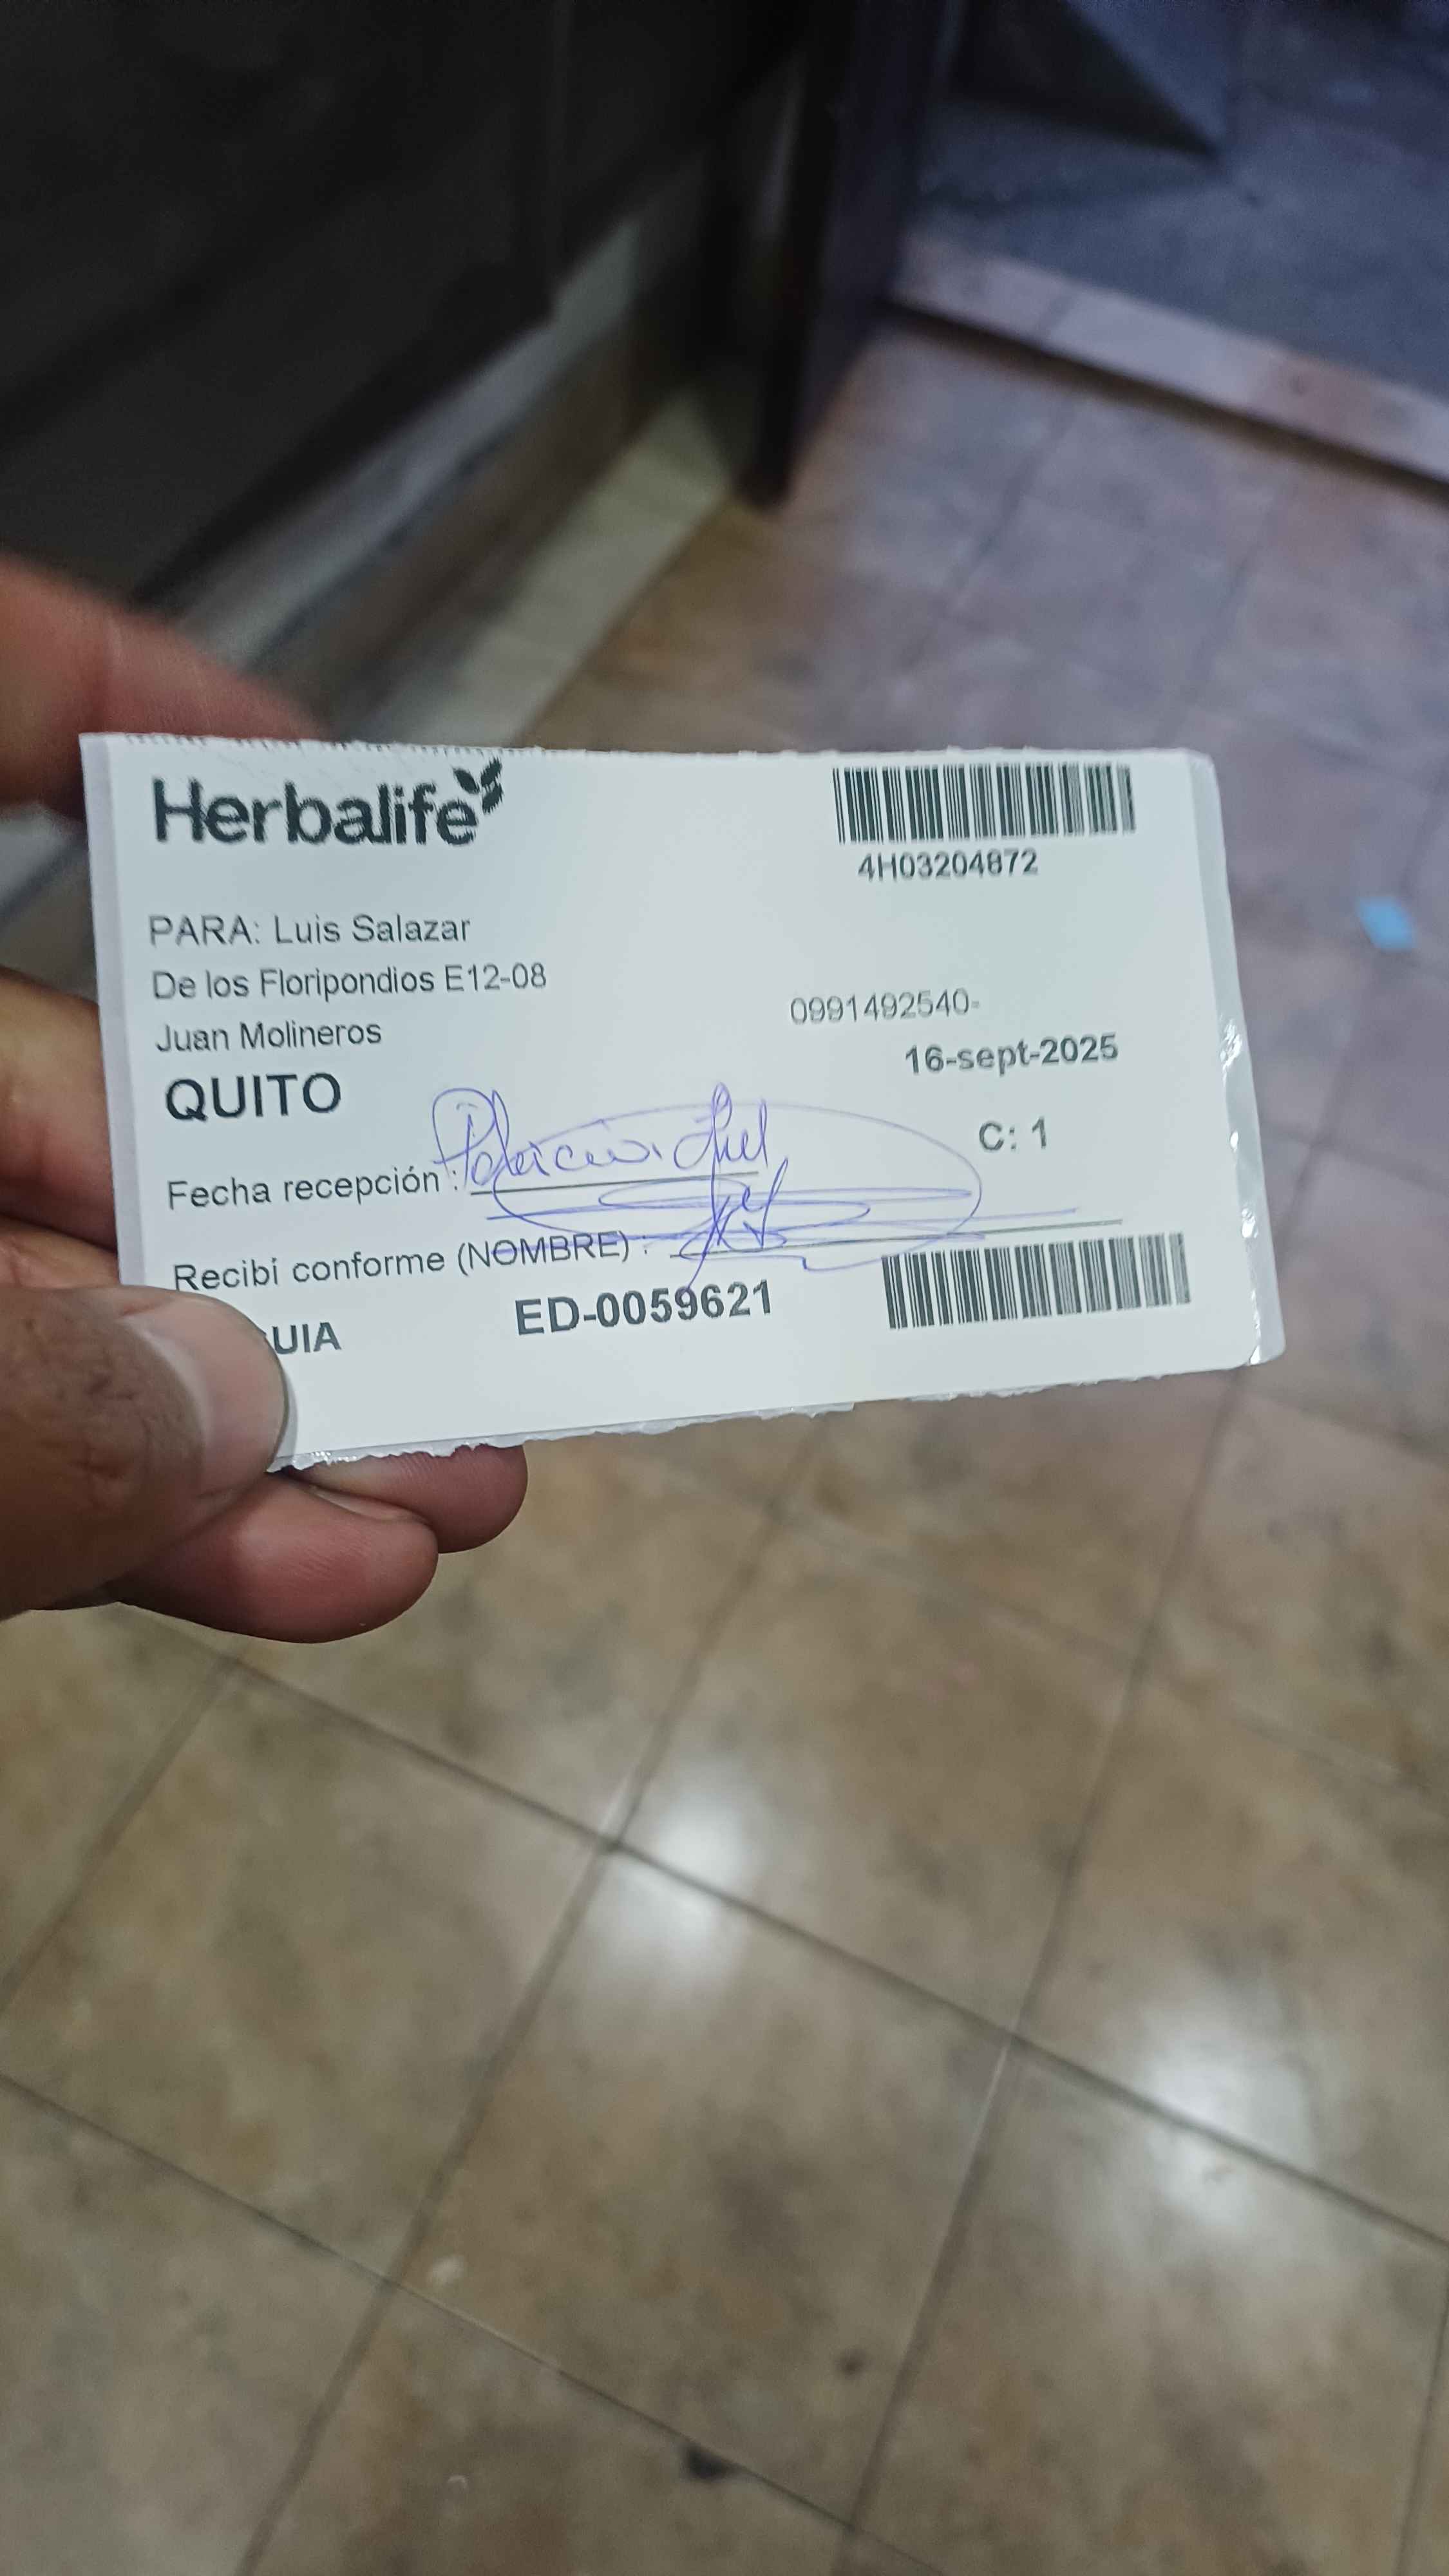 Herbalife
4H03204872
PARA: Luis Salazar
De los Floripondios E12-08
0991492540-
Juan Molineros
16-sept-2025
QUITO
C: 1
Fecha recepción :
Recibí conforme (NOMBRE) :
UIA
ED-0059621